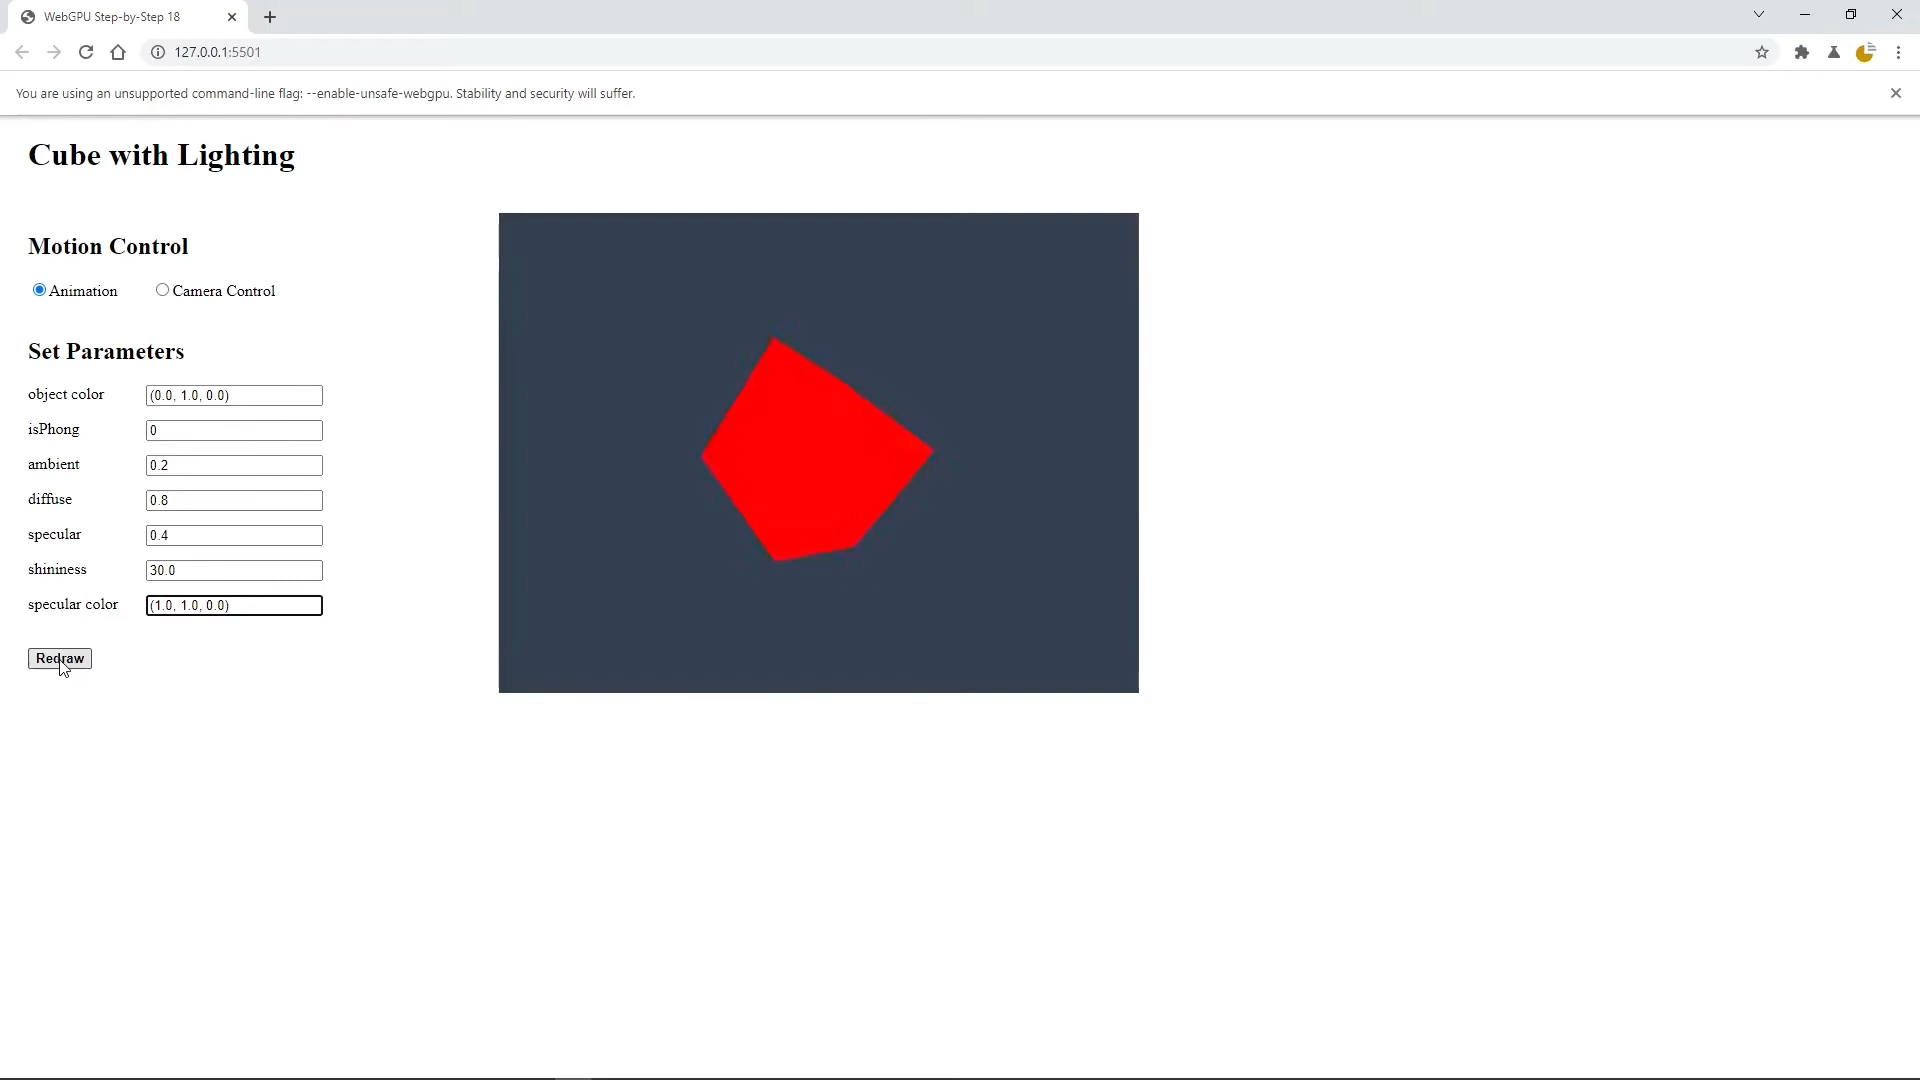 WebGPU Step-by-Step 18
127.0.0.1:5501
You are using an unsupported command-line flag: --enable-unsafe-webgpu. Stability and security will suffer.
Cube with Lighting
Motion Control
Animation Camera Control
Set Parameters
object color (0.0, 1.0, 0.0)
isPhong 0
ambient 0.2
diffuse 0.8
specular 0.4
shininess 30.0
specular color (1.0, 1.0, 0.0)
Redraw